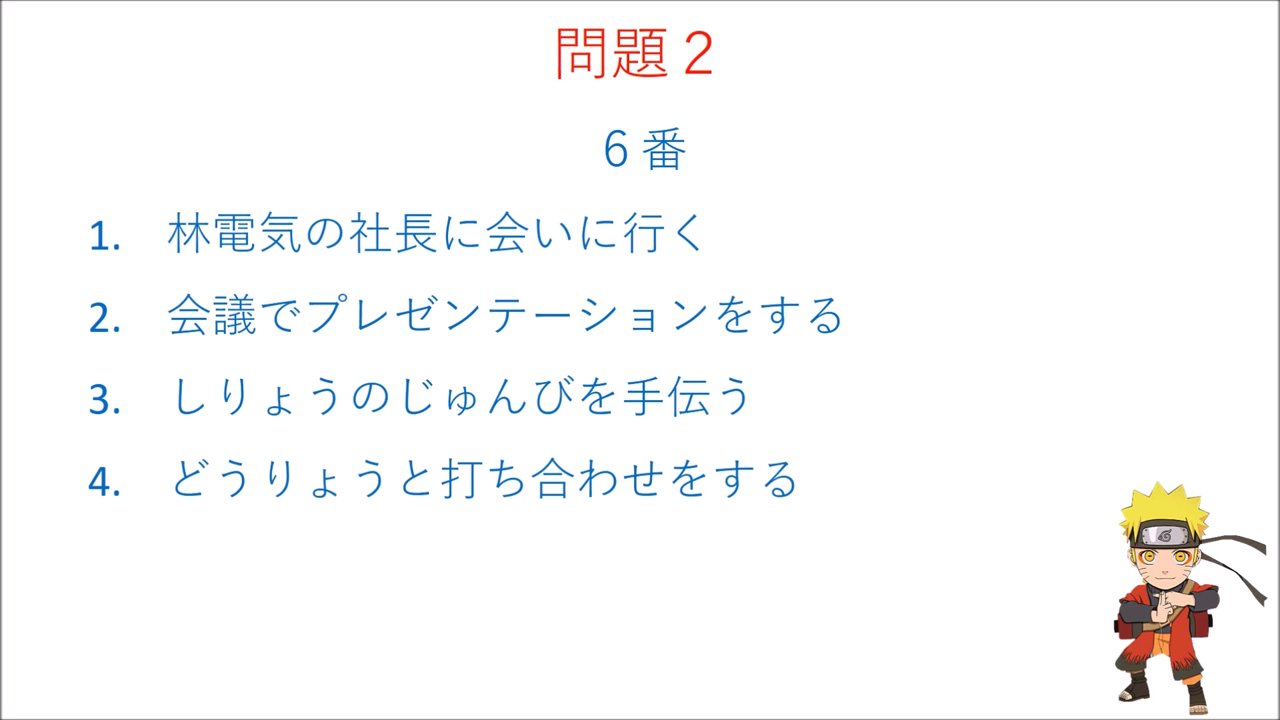 問題２
６番
1. 林電気の社長に会いに行く
2. 会議でプレゼンテーションをする
3. しりょうのじゅんびを手伝う
4. どうりょうと打ち合わせをする